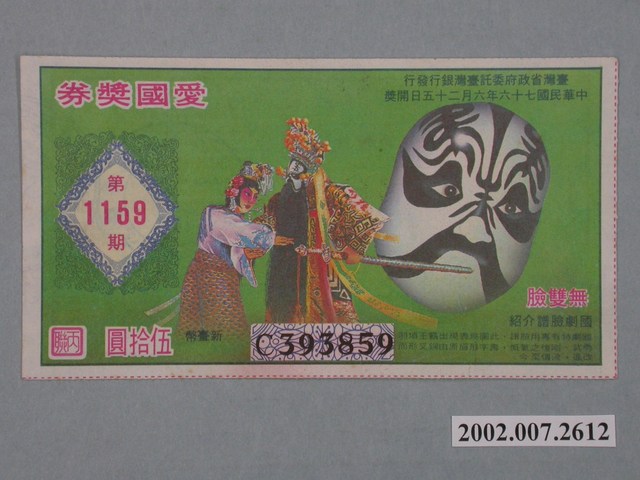 臺灣省政府委託臺灣銀行發行
中華民國七十六年六月二十五日開獎
愛國獎券
第
1159
期
無雙臉
國劇臉譜介紹
新臺幣
伍拾圓
C 393859
2002.007.2612